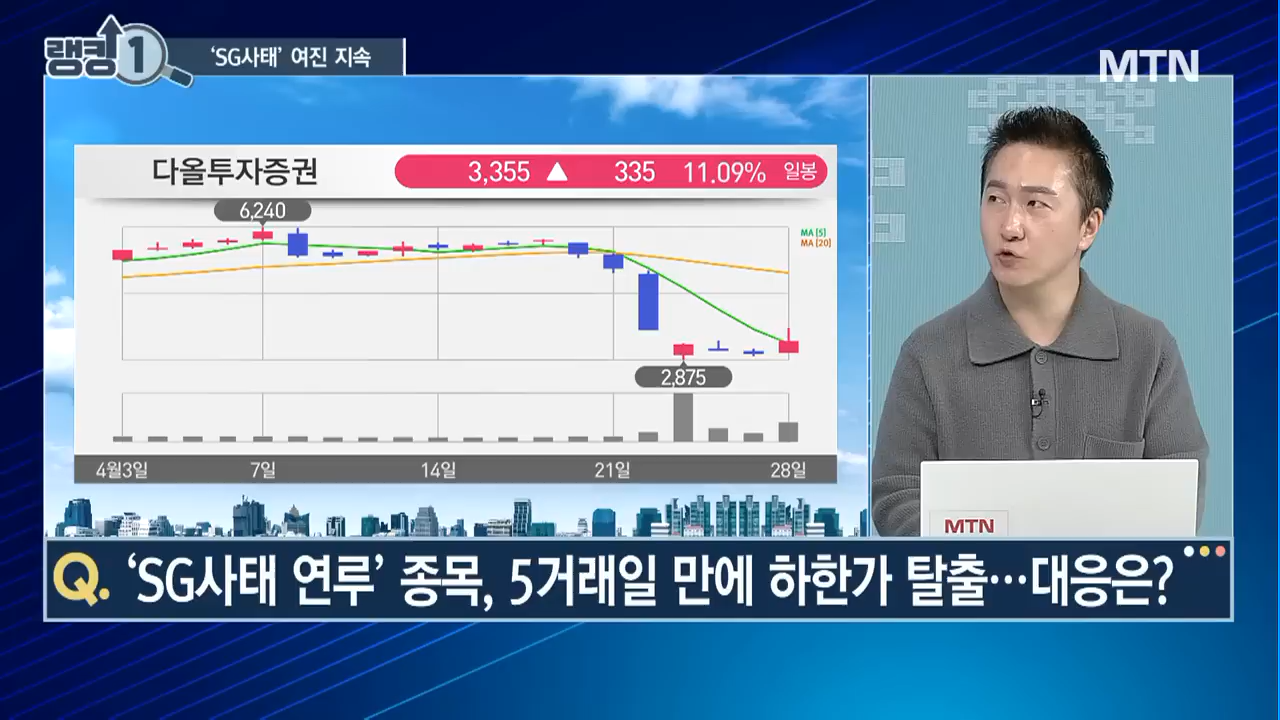 랭킹1
‘SG사태’ 여진 지속
MTN
다올투자증권
3,355 ▲ 335 11.09% 일봉
6,240
MA [5]
MA [20]
2,875
4월3일 7일 14일 21일 28일
MTN
Q. ‘SG사태 연루’ 종목, 5거래일 만에 하한가 탈출…대응은?